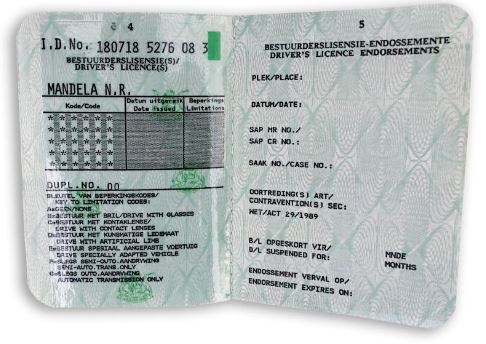 4
I.D.No. 180718 5276 08 3
BESTUURDERSLISENSIE(S)/
DRIVER'S LICENCE(S)
MANDELA N.R.
Kode/Code
Datum uitgereik
Date issued
Beperkings
Limitations
DUPL.NO. 00
SLEUTEL VAN BEPERKINGSKODES/
KEY TO LIMITATION CODES:
A=GEEN/NONE
B=BESTUUR MET BRIL/DRIVE WITH GLASSES
C=BESTUUR MET KONTAKLENSE/
DRIVE WITH CONTACT LENSES
D=BESTUUR MET KUNSMATIGE LEDEMAAT
DRIVE WITH ARTIFICIAL LIMB
E=BESTUUR SPESIAAL AANGEPASTE VOERTUIG
DRIVE SPECIALLY ADAPTED VEHICLE
F=SLEGS SEMI-OUTO.AANDRYWING
SEMI-AUTO.TRANS.ONLY
G=SLEGS OUTO.AANDRYWING
AUTOMATIC TRANSMISSION ONLY
5
BESTUURDERSLISENSIE-ENDOSSEMENTE
DRIVER'S LICENCE ENDORSEMENTS
PLEK/PLACE:
DATUM/DATE:
SAP MR NO./
SAP CR NO.:
SAAK NO./CASE NO.:
OORTREDING(S) ART/
CONTRAVENTION(S) SEC:
WET/ACT 29/1989
B/L OPGESKORT VIR/
D/L SUSPENDED FOR:
MNDE
MONTHS
ENDOSSEMENT VERVAL OP/
ENDORSEMENT EXPIRES ON: